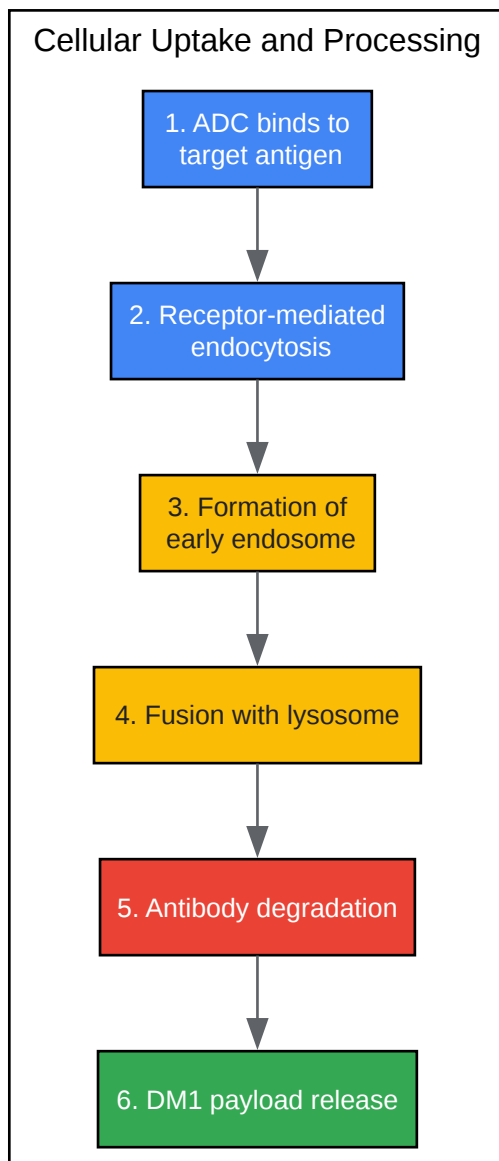 Cellular Uptake and Processing
1. ADC binds to
target antigen
2. Receptor-mediated
endocytosis
3. Formation of
early endosome
4. Fusion with lysosome
5. Antibody degradation
6. DM1 payload release